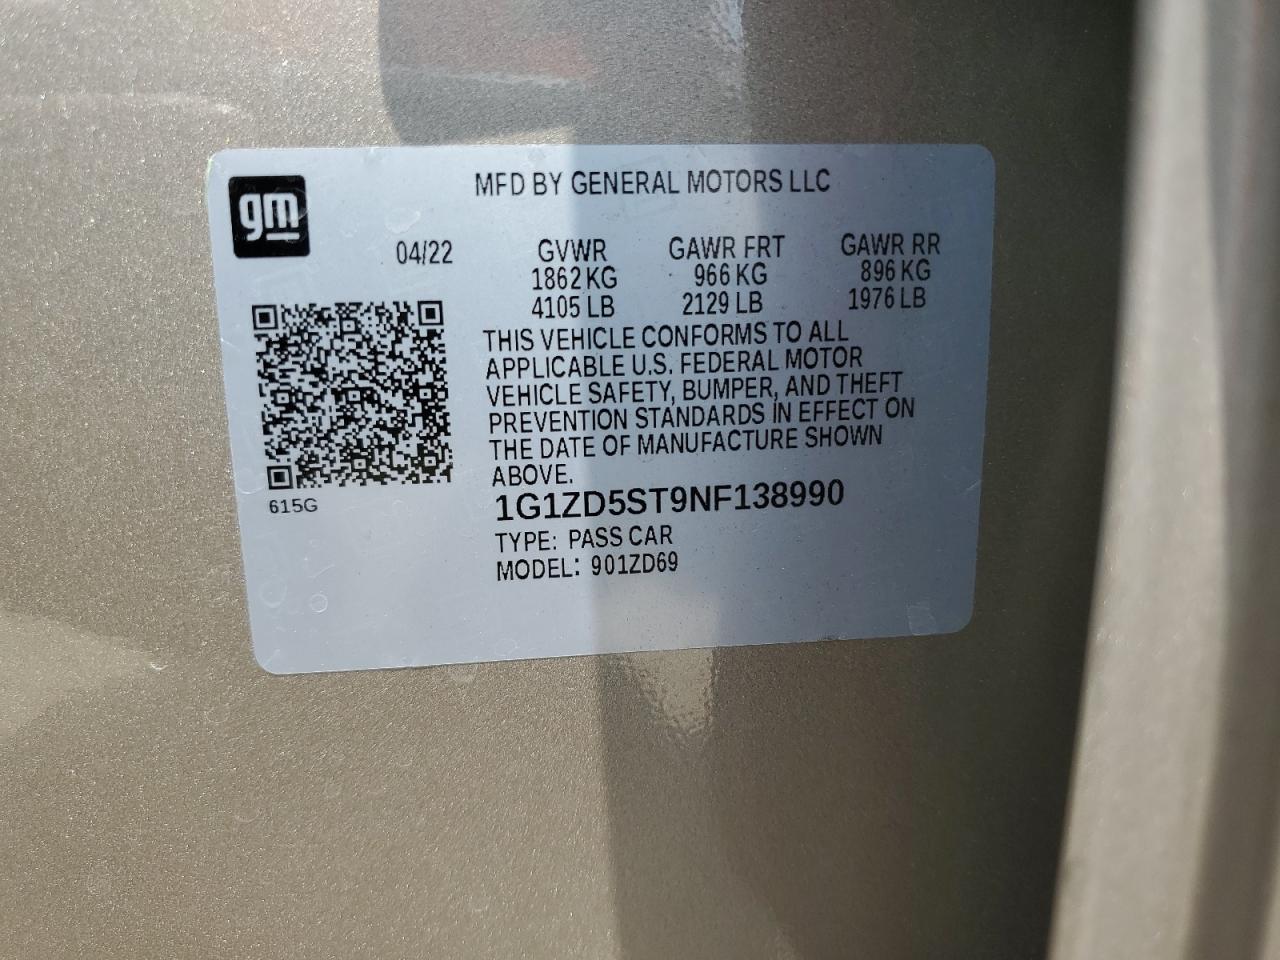 MFD BY GENERAL MOTORS LLC
gm
04/22 GVWR GAWR FRT GAWR RR
1862 KG 966 KG 896 KG
4105 LB 2129 LB 1976 LB
THIS VEHICLE CONFORMS TO ALL
APPLICABLE U.S. FEDERAL MOTOR
VEHICLE SAFETY, BUMPER, AND THEFT
PREVENTION STANDARDS IN EFFECT ON
THE DATE OF MANUFACTURE SHOWN
ABOVE.
615G
1G1ZD5ST9NF138990
TYPE: PASS CAR
MODEL: 901ZD69